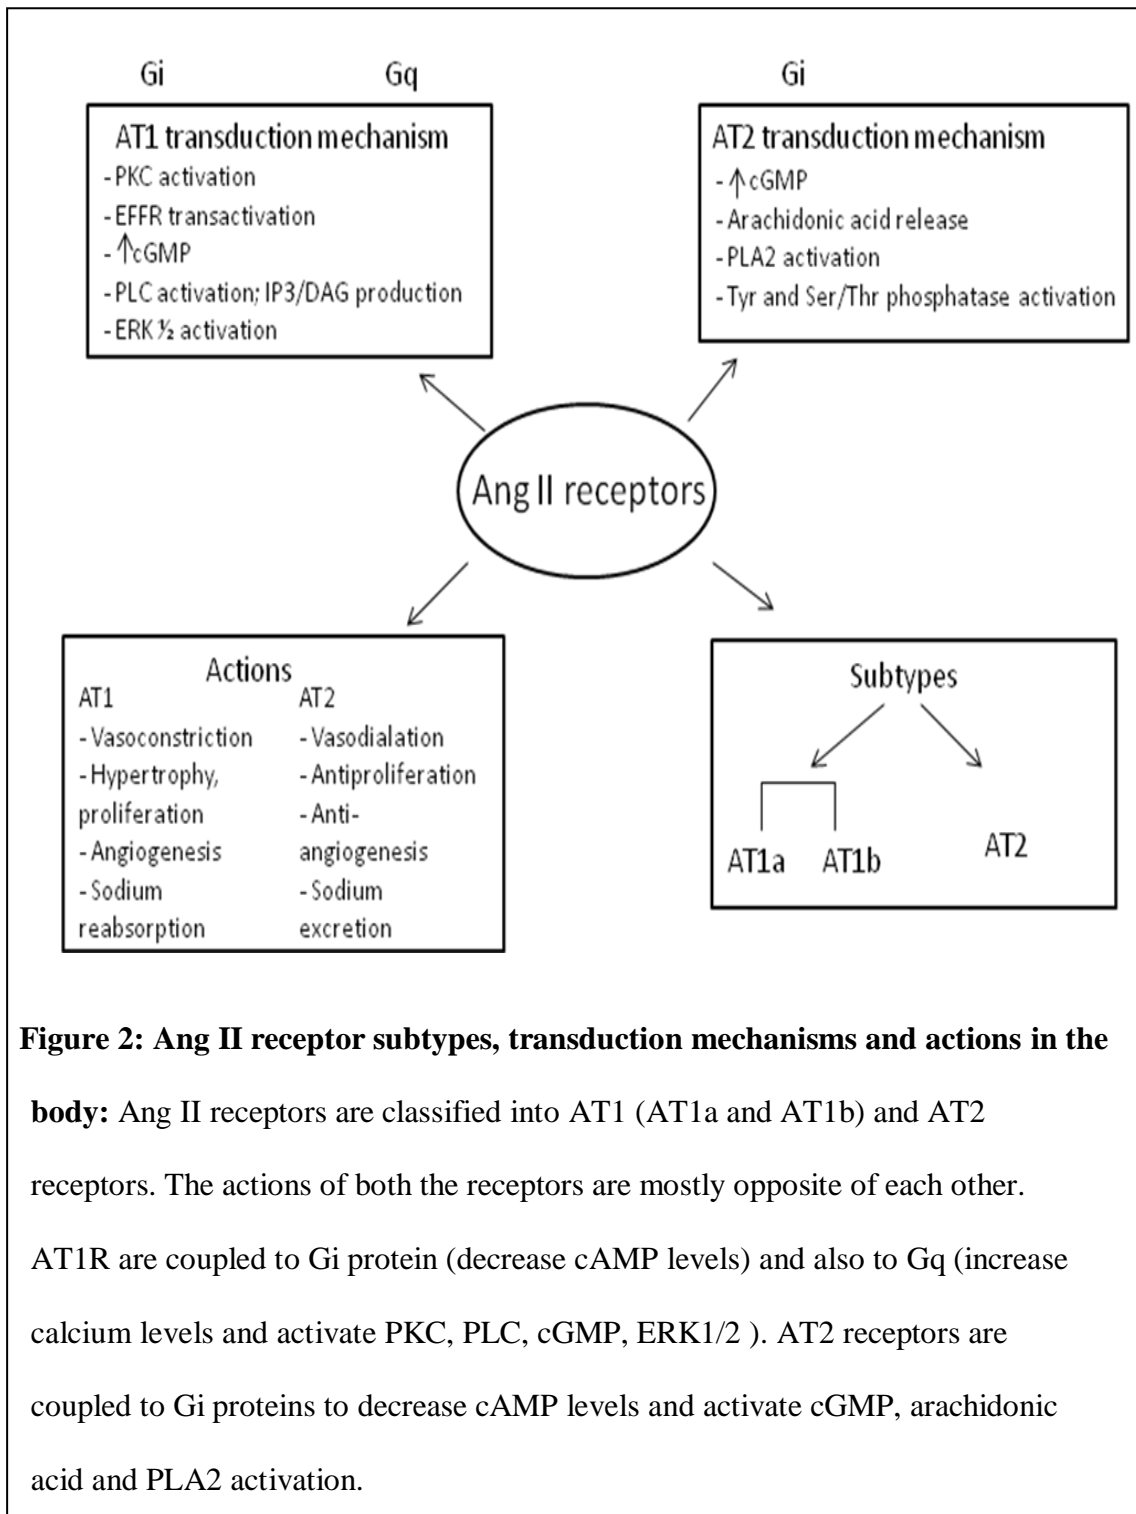 Gi
Gq
AT1 transduction mechanism
- PKC activation
- EFFR transactivation
- ↑cGMP
- PLC activation; IP3/DAG production
- ERK ½ activation
Gi
AT2 transduction mechanism
- ↑cGMP
- Arachidonic acid release
- PLA2 activation
- Tyr and Ser/Thr phosphatase activation
Ang II receptors
Actions
AT1
- Vasoconstriction
- Hypertrophy,
proliferation
- Angiogenesis
- Sodium
reabsorption
AT2
- Vasodialation
- Antiproliferation
- Anti-
angiogenesis
- Sodium
excretion
Subtypes
AT1a
AT1b
AT2
Figure 2: Ang II receptor subtypes, transduction mechanisms and actions in the
body: Ang II receptors are classified into AT1 (AT1a and AT1b) and AT2
receptors. The actions of both the receptors are mostly opposite of each other.
AT1R are coupled to Gi protein (decrease cAMP levels) and also to Gq (increase
calcium levels and activate PKC, PLC, cGMP, ERK1/2 ). AT2 receptors are
coupled to Gi proteins to decrease cAMP levels and activate cGMP, arachidonic
acid and PLA2 activation.